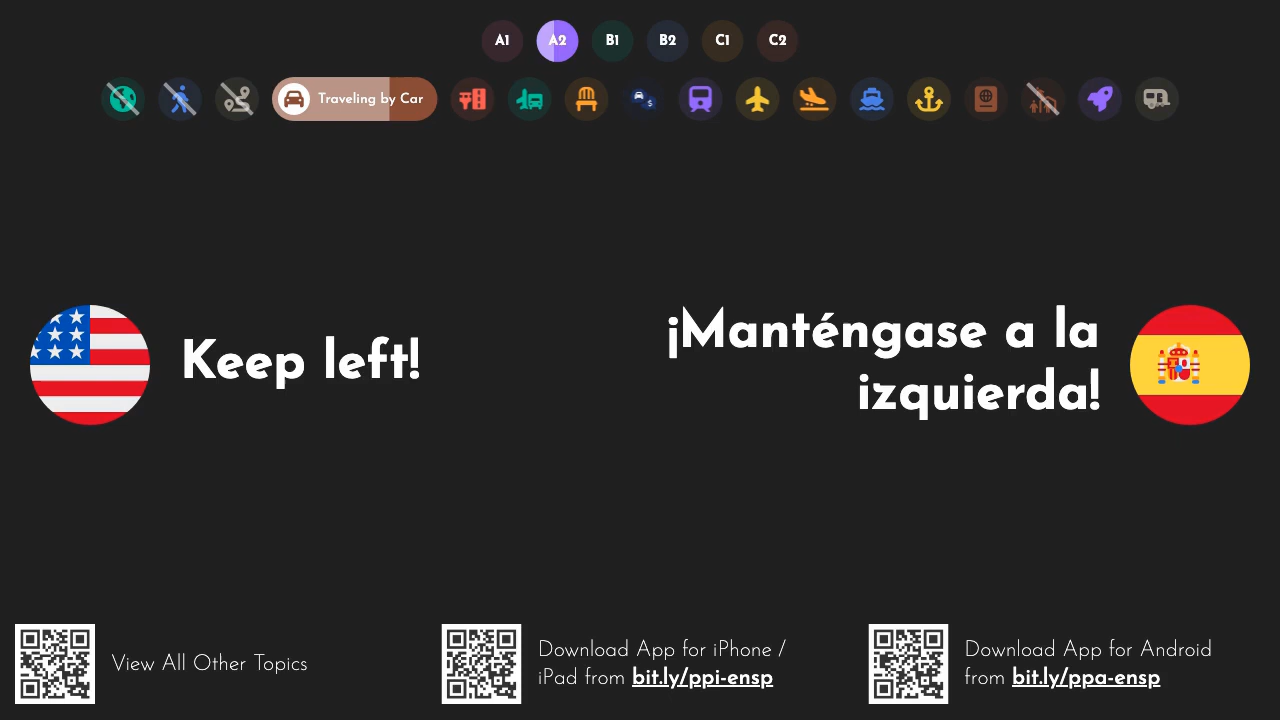 A1 A2 B1 B2 C1 C2
Traveling by Car
Keep left!
¡Manténgase a la
izquierda!
View All Other Topics
Download App for iPhone /
iPad from bit.ly/ppi-ensp
Download App for Android
from bit.ly/ppa-ensp